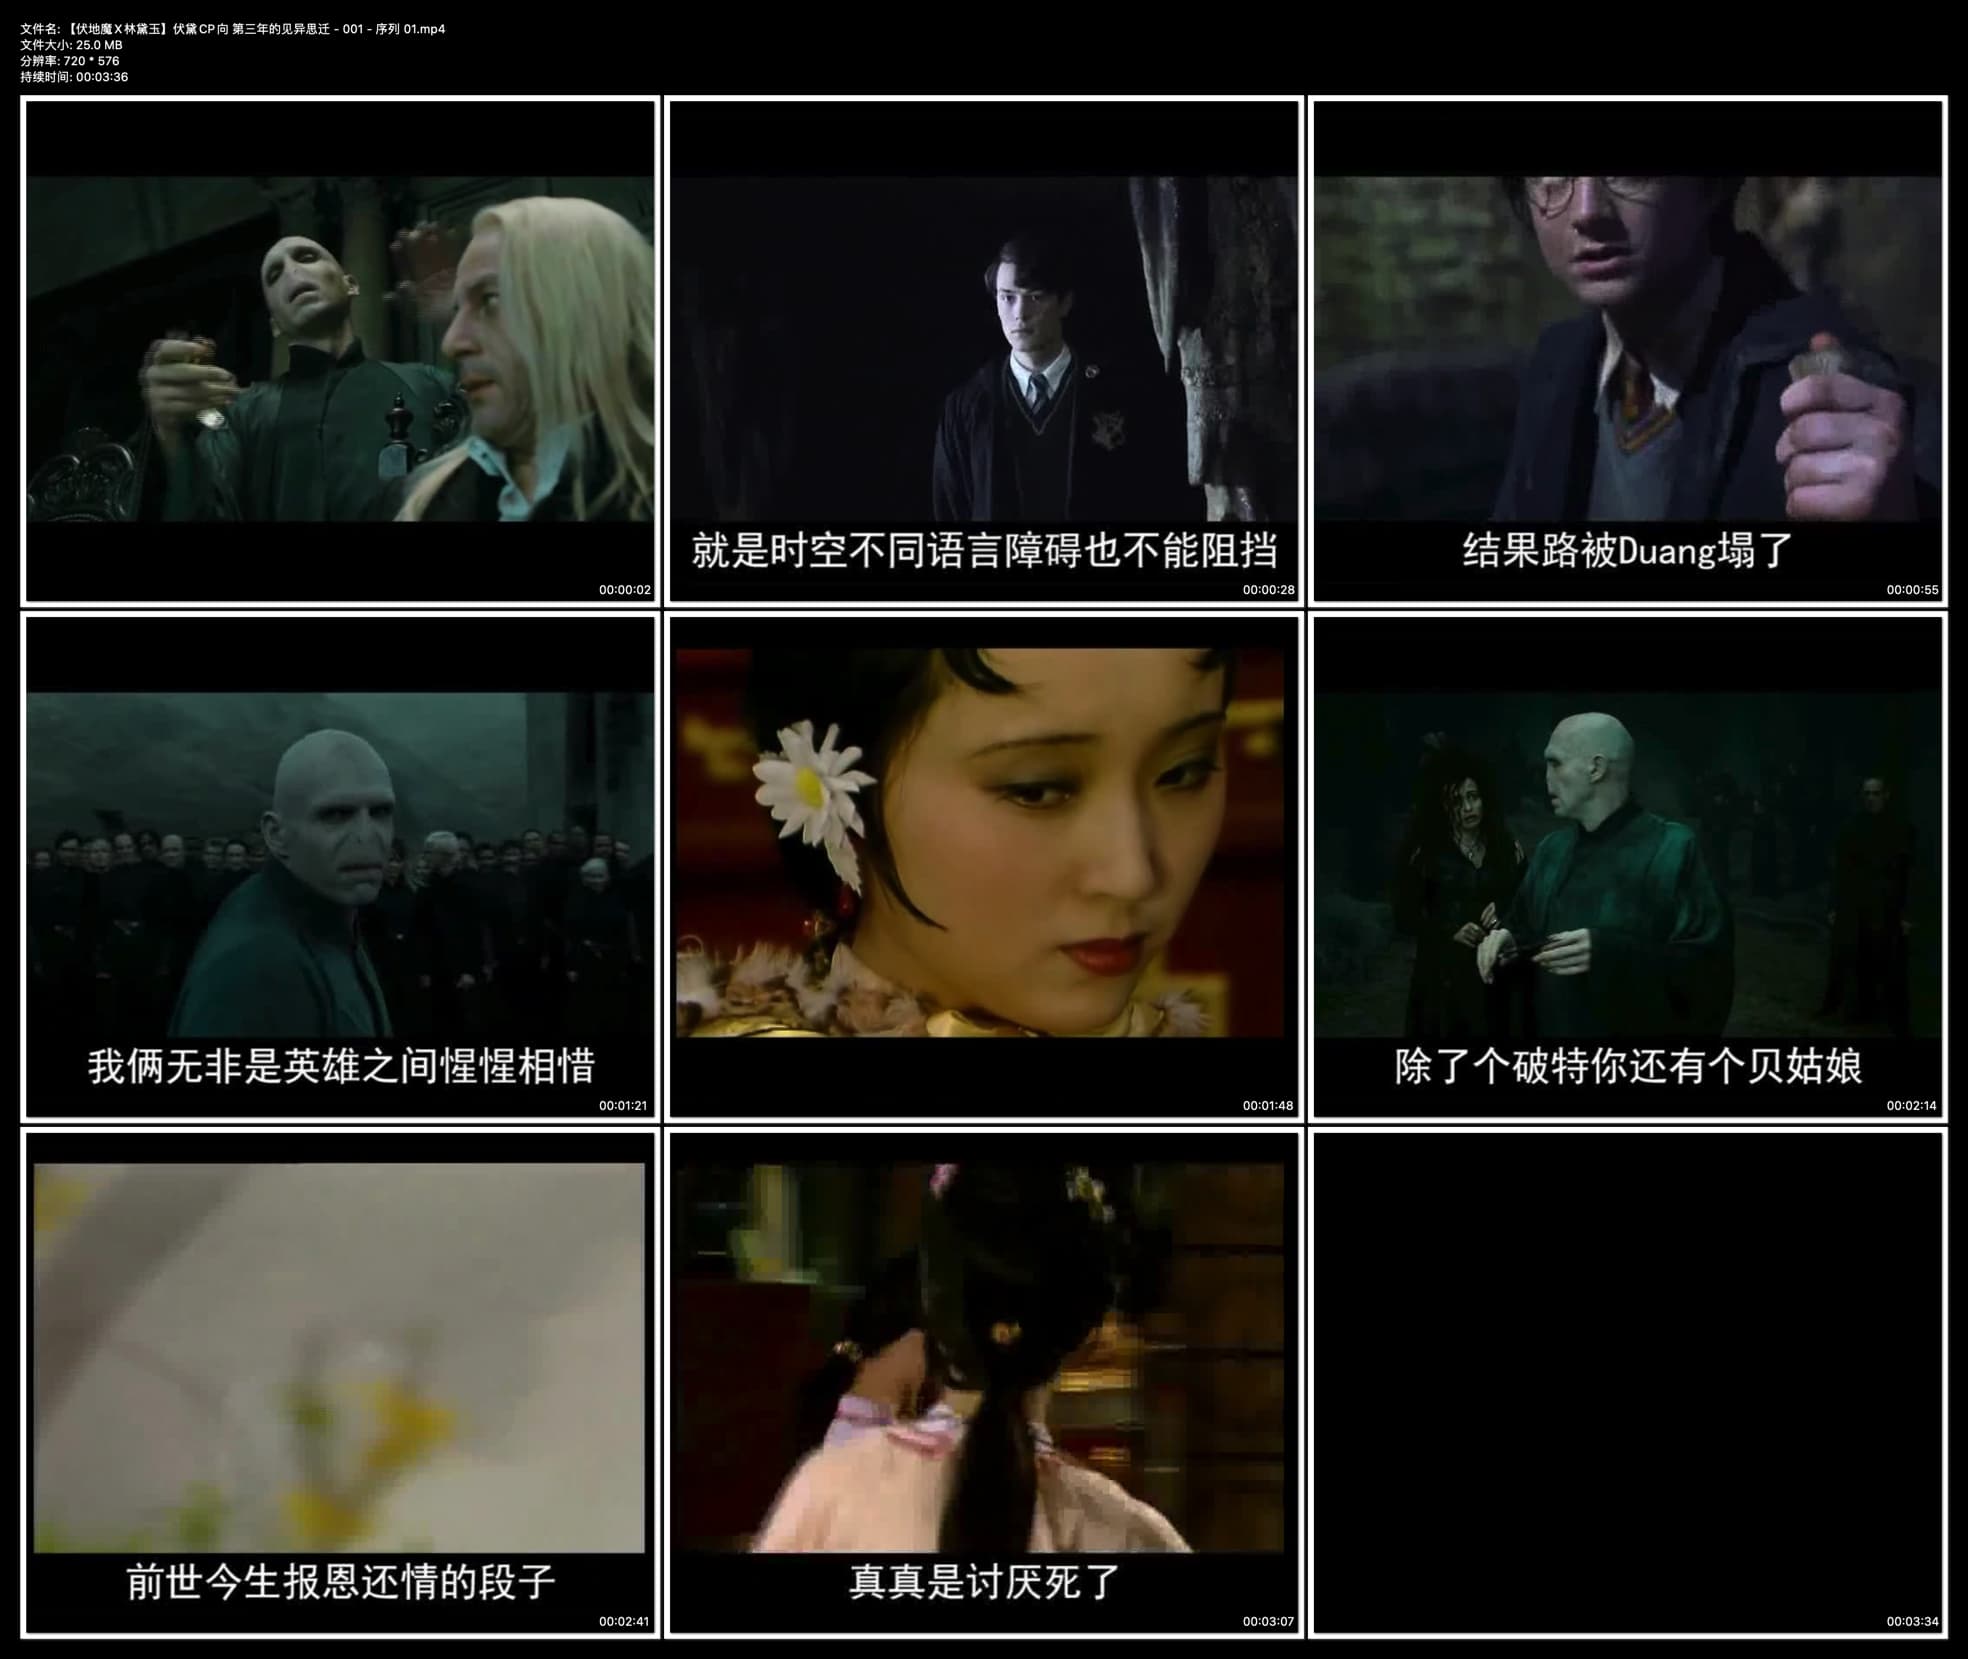 文件名: 【伏地魔X林黛玉】伏黛CP向 第三年的见异思迁 - 001 - 序列 01.mp4
文件大小: 25.0 MB
分辨率: 720 * 576
持续时间: 00:03:36
00:00:02
就是时空不同语言障碍也不能阻挡
00:00:28
结果路被Duang塌了
00:00:55
我俩无非是英雄之间惺惺相惜
00:01:21
00:01:48
除了个破特你还有个贝姑娘
00:02:14
前世今生报恩还情的段子
00:02:41
真真是讨厌死了
00:03:07
00:03:34